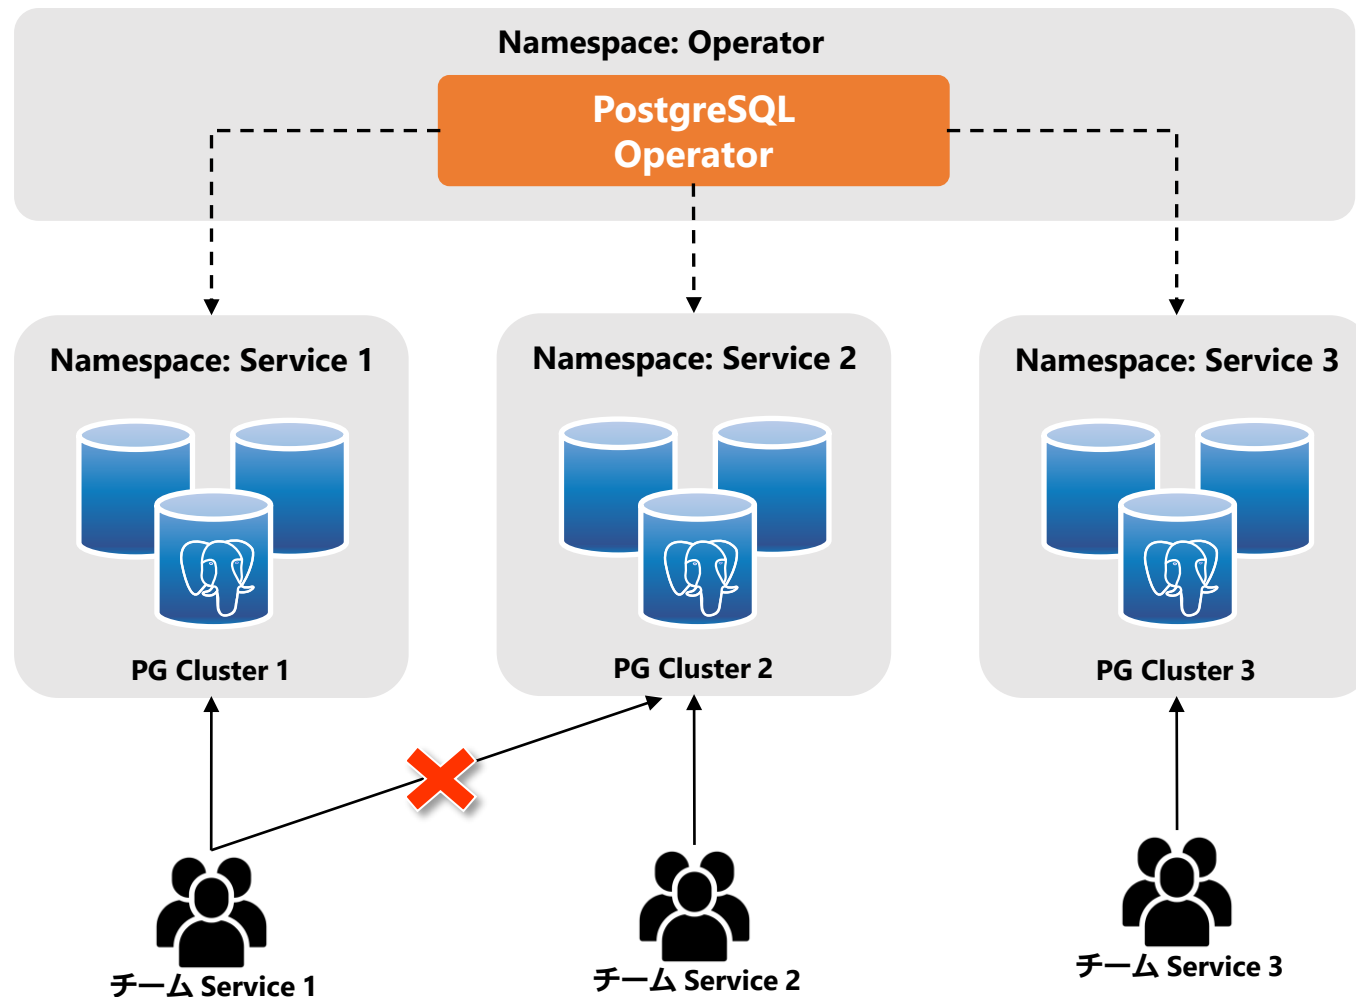 Namespace: Operator
PostgreSQL
Operator
Namespace: Service 1
Namespace: Service 2
Namespace: Service 3
PG Cluster 1
PG Cluster 2
PG Cluster 3
チーム Service 1
チーム Service 2
チーム Service 3